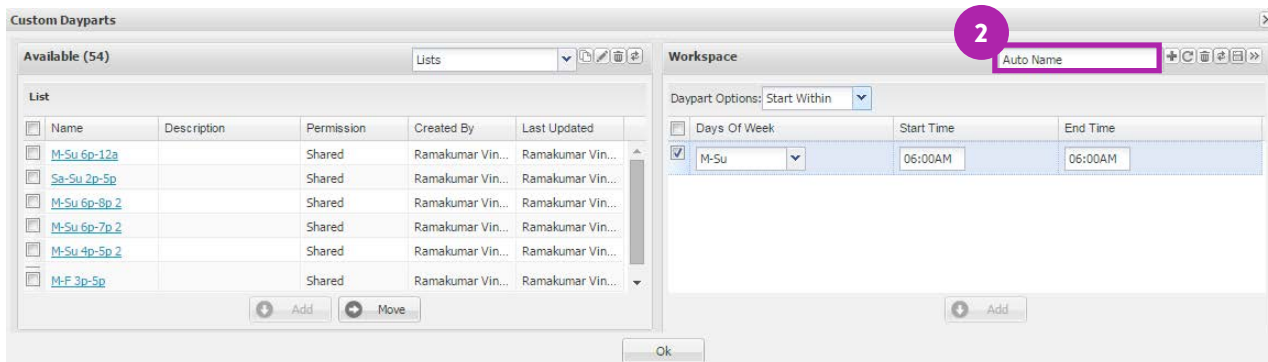 Custom Dayparts
2
Available (54)
Lists
Workspace
Auto Name
List
Daypart Options: Start Within
Name Description Permission Created By Last Updated
Days Of Week Start Time End Time
M-Su 6p-12a Shared Ramakumar Vin... Ramakumar Vin...
M-Su 06:00AM 06:00AM
Sa-Su 2p-5p Shared Ramakumar Vin... Ramakumar Vin...
M-Su 6p-8p 2 Shared Ramakumar Vin... Ramakumar Vin...
M-Su 6p-7p 2 Shared Ramakumar Vin... Ramakumar Vin...
M-Su 4p-5p 2 Shared Ramakumar Vin... Ramakumar Vin...
M-F 3p-5p Shared Ramakumar Vin... Ramakumar Vin...
Add Move
Add
Ok